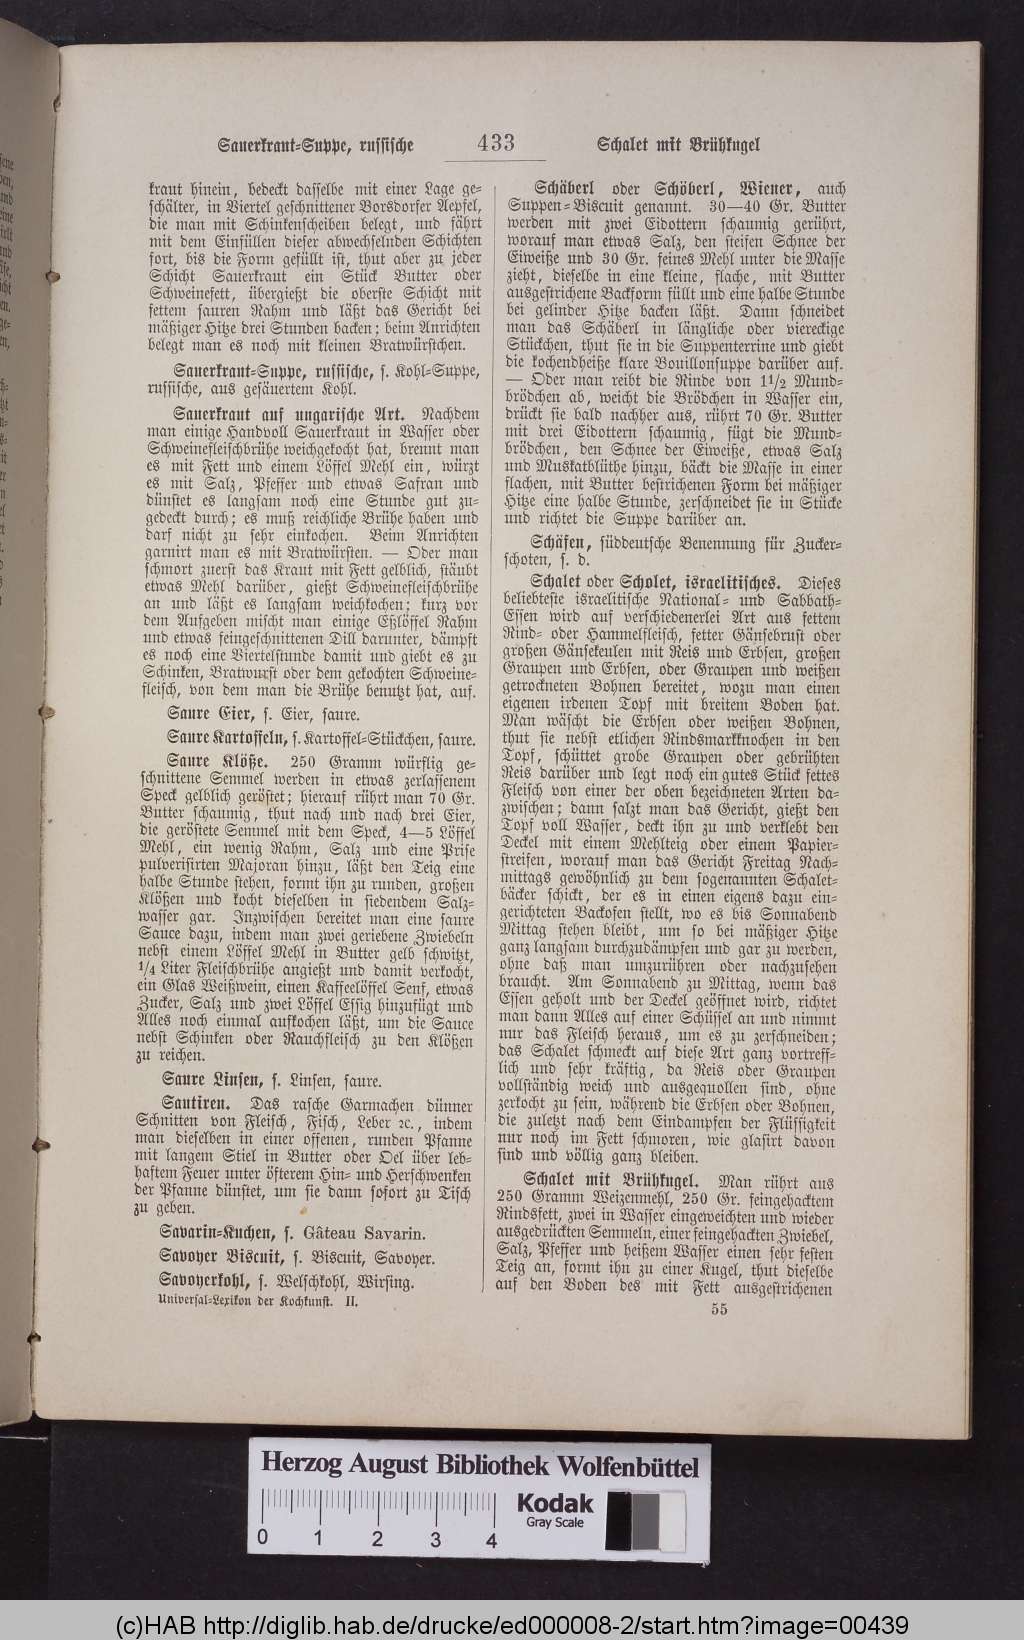 Sauerkraut-Suppe, russische 433 Schalet mit Brühkugel
kraut hinein, bedeckt dasselbe mit einer Lage ge-
schälter, in Viertel geschnittener Borsdorfer Aepfel,
die man mit Schinkenscheiben belegt, und fährt
mit dem Einfüllen dieser abwechselnden Schichten
fort, bis die Form gefüllt ist, thut aber zu jeder
Schicht Sauerkraut ein Stück Butter oder
Schweinefett, übergießt die oberste Schicht mit
fettem sauren Rahm und läßt das Gericht bei
mäßiger Hitze drei Stunden backen; beim Anrichten
belegt man es noch mit kleinen Bratwürstchen.
Sauerkraut-Suppe, russische, s. Kohl-Suppe,
russische, aus gesäuertem Kohl.
Sauerkraut auf ungarische Art. Nachdem
man einige Handvoll Sauerkraut in Wasser oder
Schweinefleischbrühe weichgekocht hat, brennt man
es mit Fett und einem Löffel Mehl ein, würzt
es mit Salz, Pfeffer und etwas Safran und
dünstet es langsam noch eine Stunde gut zu-
gedeckt durch; es muß reichliche Brühe haben und
darf nicht zu sehr einkochen. Beim Anrichten
garnirt man es mit Bratwürsten. — Oder man
schmort zuerst das Kraut mit Fett gelblich, stäubt
etwas Mehl darüber, gießt Schweinefleischbrühe
an und läßt es langsam weichkochen; kurz vor
dem Aufgeben mischt man einige Eßlöffel Rahm
und etwas feingeschnittenen Dill darunter, dämpft
es noch eine Viertelstunde damit und giebt es zu
Schinken, Bratwurst oder dem gekochten Schweine-
fleisch, von dem man die Brühe benutzt hat, auf.
Saure Eier, s. Eier, saure.
Saure Kartoffeln, s. Kartoffel-Stückchen, saure.
Saure Klöße. 250 Gramm würflig ge-
schnittene Semmel werden in etwas zerlassenem
Speck gelblich geröstet; hierauf rührt man 70 Gr.
Butter schaumig, thut nach und nach drei Eier,
die geröstete Semmel mit dem Speck, 4—5 Löffel
Mehl, ein wenig Rahm, Salz und eine Prise
pulverisirten Majoran hinzu, läßt den Teig eine
halbe Stunde stehen, formt ihn zu runden, großen
Klößen und kocht dieselben in siedendem Salz-
wasser gar. Inzwischen bereitet man eine saure
Sauce dazu, indem man zwei geriebene Zwiebeln
nebst einem Löffel Mehl in Butter gelb schwitzt,
1/4 Liter Fleischbrühe angießt und damit verkocht,
ein Glas Weißwein, einen Kaffeelöffel Senf, etwas
Zucker, Salz und zwei Löffel Essig hinzufügt und
Alles noch einmal aufkochen läßt, um die Sauce
nebst Schinken oder Rauchfleisch zu den Klößen
zu reichen.
Saure Linsen, s. Linsen, saure.
Sautiren. Das rasche Garmachen dünner
Schnitten von Fleisch, Fisch, Leber ꝛc., indem
man dieselben in einer offenen, runden Pfanne
mit langem Stiel in Butter oder Oel über leb-
haftem Feuer unter öfterem Hin- und Herschwenken
der Pfanne dünstet, um sie dann sofort zu Tisch
zu geben.
Savarin-Kuchen, s. Gâteau Savarin.
Savoyer Biscuit, s. Biscuit, Savoyer.
Savoyerkohl, s. Welschkohl, Wirsing.
Universal-Lexikon der Kochkunst. II.
Schäberl oder Schöberl, Wiener, auch
Suppen-Biscuit genannt. 30—40 Gr. Butter
werden mit zwei Eidottern schaumig gerührt,
worauf man etwas Salz, den steifen Schnee der
Eiweiße und 30 Gr. feines Mehl unter die Masse
zieht, dieselbe in eine kleine, flache, mit Butter
ausgestrichene Backform füllt und eine halbe Stunde
bei gelinder Hitze backen läßt. Dann schneidet
man das Schäberl in längliche oder viereckige
Stückchen, thut sie in die Suppenterrine und giebt
die kochendheiße klare Bouillonsuppe darüber auf.
— Oder man reibt die Rinde von 1 1/2 Mund-
brödchen ab, weicht die Brödchen in Wasser ein,
drückt sie bald nachher aus, rührt 70 Gr. Butter
mit drei Eidottern schaumig, fügt die Mund-
brödchen, den Schnee der Eiweiße, etwas Salz
und Muskatblüthe hinzu, bäckt die Masse in einer
flachen, mit Butter bestrichenen Form bei mäßiger
Hitze eine halbe Stunde, zerschneidet sie in Stücke
und richtet die Suppe darüber an.
Schäfen, süddeutsche Benennung für Zucker-
schoten, s. d.
Schalet oder Scholet, israelitisches. Dieses
beliebteste israelitische National- und Sabbath-
Essen wird auf verschiedenerlei Art aus fettem
Rind- oder Hammelfleisch, fetter Gänsebrust oder
großen Gänsekeulen mit Reis und Erbsen, großen
Graupen und Erbsen, oder Graupen und weißen
getrockneten Bohnen bereitet, wozu man einen
eigenen irdenen Topf mit breitem Boden hat.
Man wäscht die Erbsen oder weißen Bohnen,
thut sie nebst etlichen Rindsmarkknochen in den
Topf, schüttet grobe Graupen oder gebrühten
Reis darüber und legt noch ein gutes Stück fettes
Fleisch von einer der oben bezeichneten Arten da-
zwischen; dann salzt man das Gericht, gießt den
Topf voll Wasser, deckt ihn zu und verklebt den
Deckel mit einem Mehlteig oder einem Papier-
streifen, worauf man das Gericht Freitag Nach-
mittags gewöhnlich zu dem sogenannten Schalet-
bäcker schickt, der es in einen eigens dazu ein-
gerichteten Backofen stellt, wo es bis Sonnabend
Mittag stehen bleibt, um so bei mäßiger Hitze
ganz langsam durchzudämpfen und gar zu werden,
ohne daß man umzurühren oder nachzusehen
braucht. Am Sonnabend zu Mittag, wenn das
Essen geholt und der Deckel geöffnet wird, richtet
man dann Alles auf einer Schüssel an und nimmt
nur das Fleisch heraus, um es zu zerschneiden;
das Schalet schmeckt auf diese Art ganz vortreff-
lich und sehr kräftig, da Reis oder Graupen
vollständig weich und ausgequollen sind, ohne
zerkocht zu sein, während die Erbsen oder Bohnen,
die zuletzt nach dem Eindampfen der Flüssigkeit
nur noch im Fett schmoren, wie glasirt davon
sind und völlig ganz bleiben.
Schalet mit Brühkugel. Man rührt aus
250 Gramm Weizenmehl, 250 Gr. feingehacktem
Rindsfett, zwei in Wasser eingeweichten und wieder
ausgedrückten Semmeln, einer feingehackten Zwiebel,
Salz, Pfeffer und heißem Wasser einen sehr festen
Teig an, formt ihn zu einer Kugel, thut dieselbe
auf den Boden des mit Fett ausgestrichenen
55
Herzog August Bibliothek Wolfenbüttel
0 1 2 3 4
Kodak
Gray Scale
(c)HAB http://diglib.hab.de/drucke/ed000008-2/start.htm?image=00439